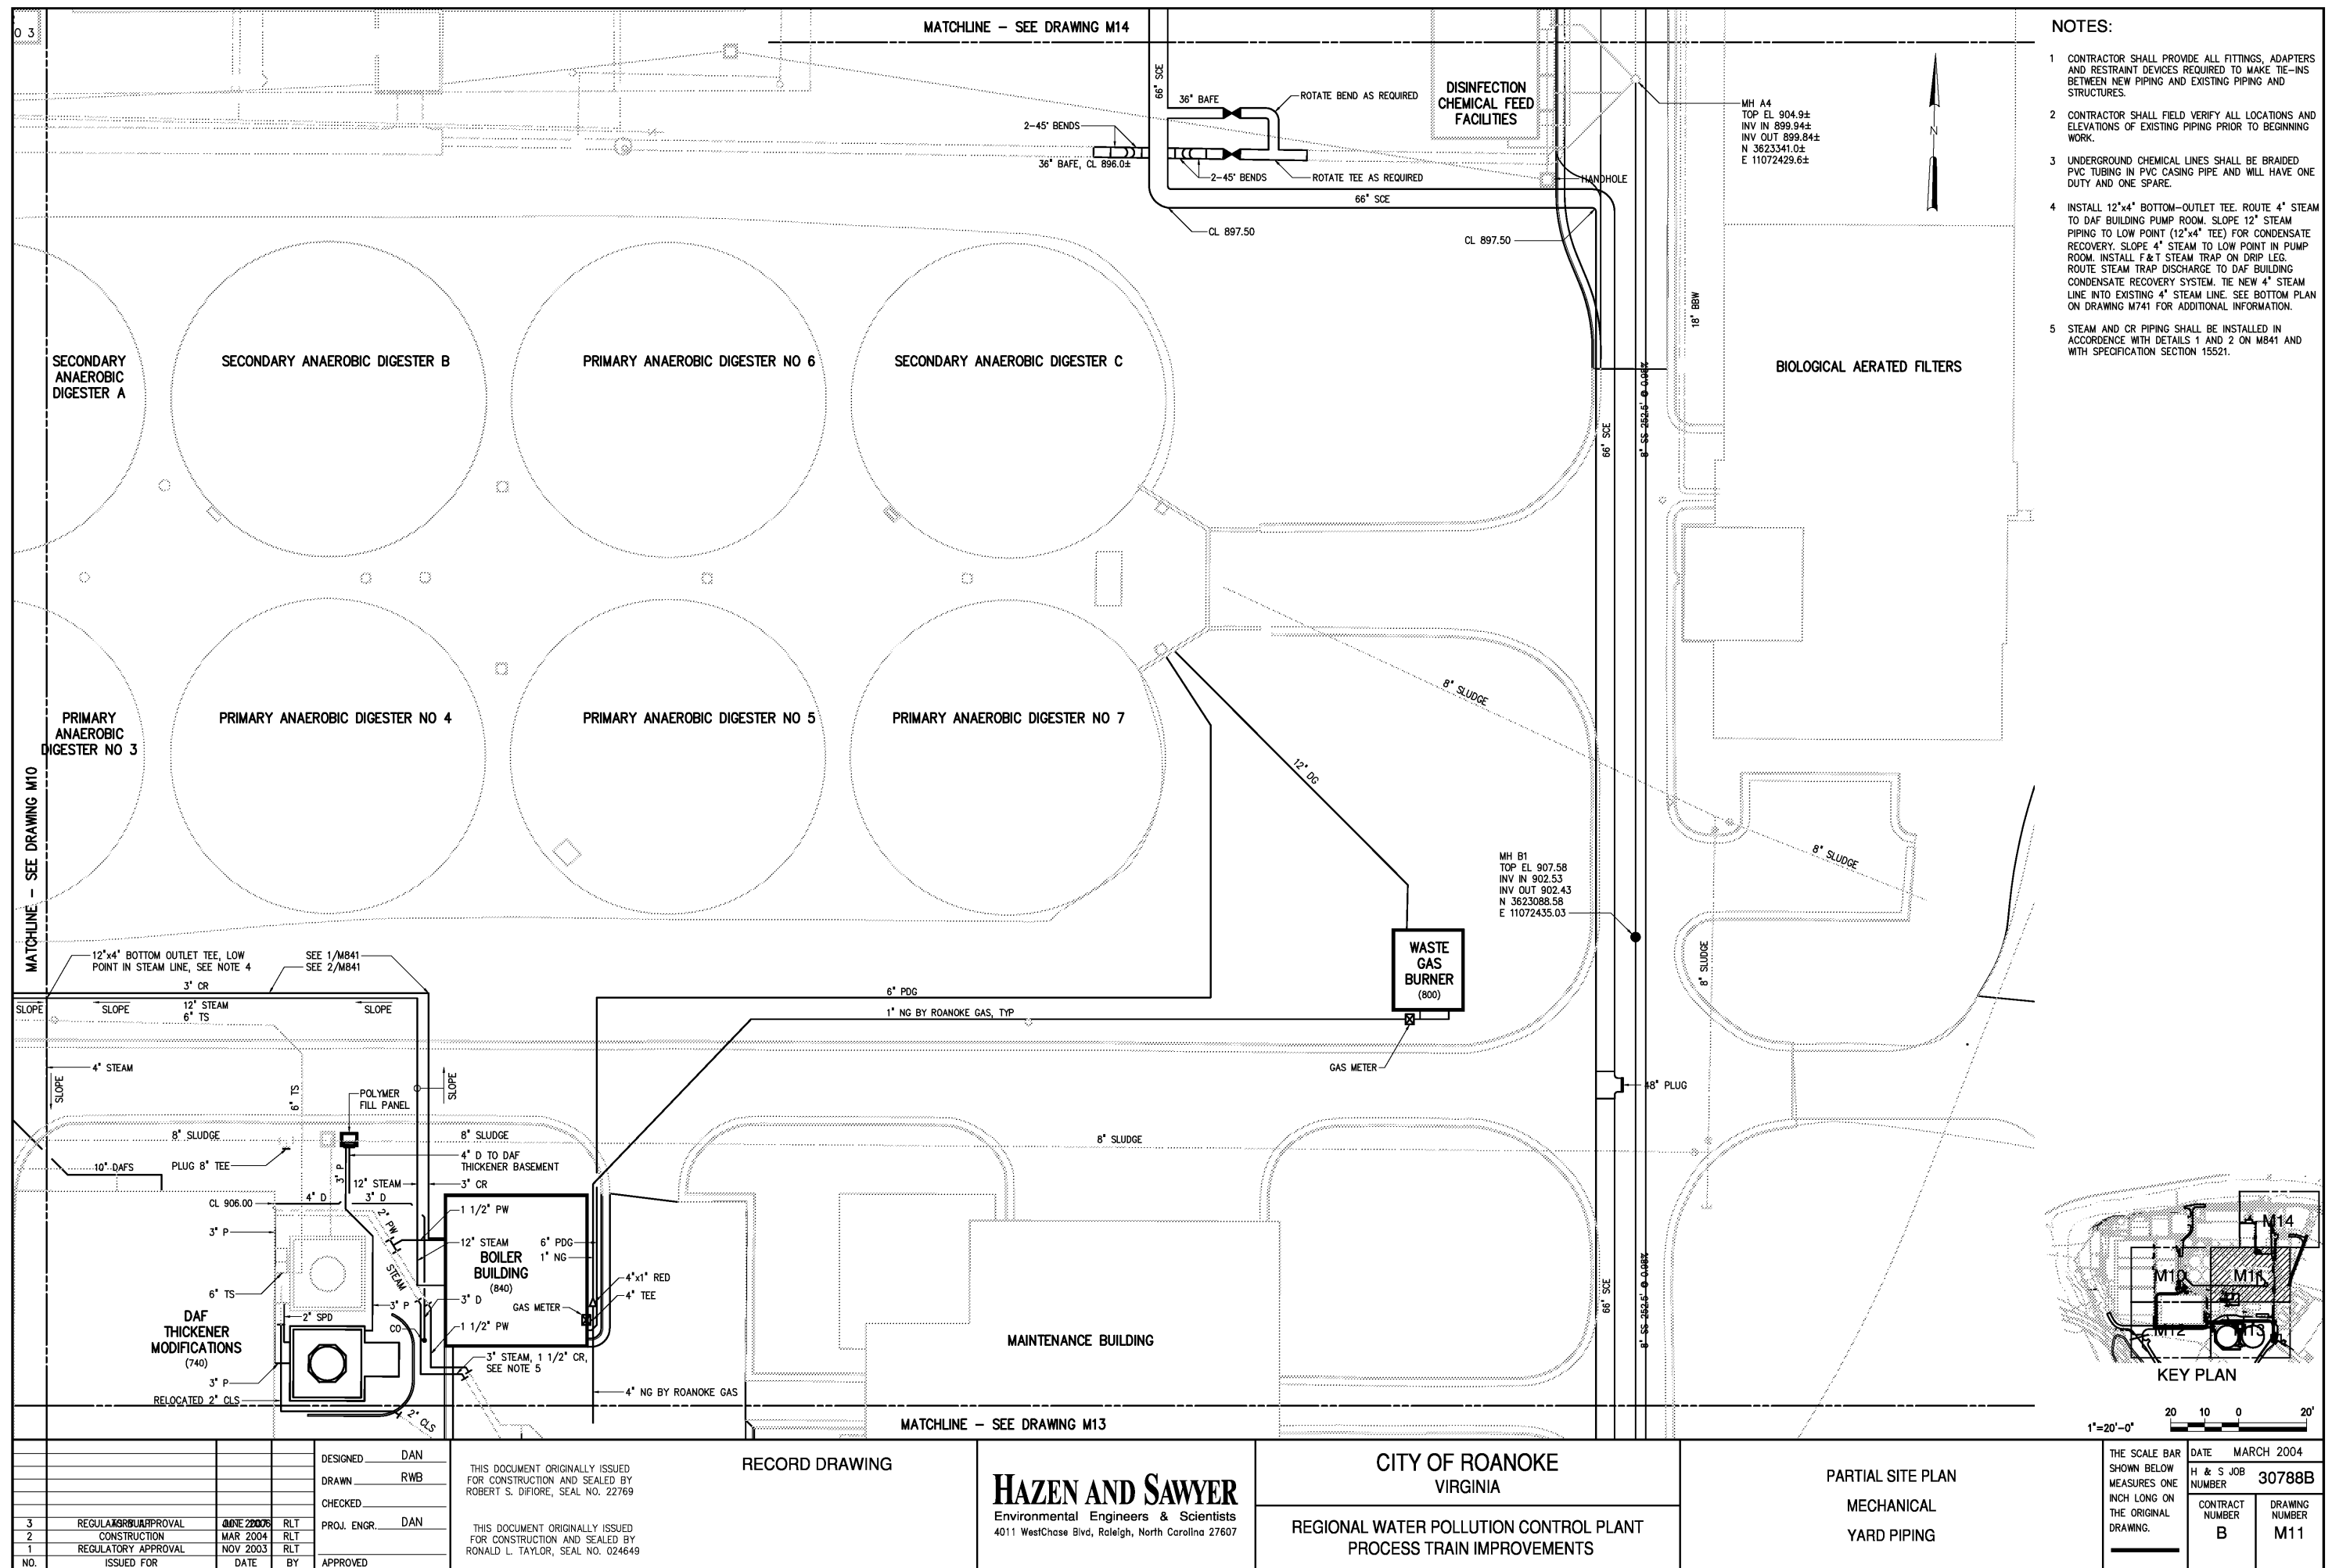 0 3
MATCHLINE - SEE DRAWING M14
66" SCE
36" BAFE
ROTATE BEND AS REQUIRED
2-45° BENDS
36" BAFE, CL 896.0±
2-45° BENDS
ROTATE TEE AS REQUIRED
66" SCE
CL 897.50
CL 897.50
DISINFECTION
CHEMICAL FEED
FACILITIES
HANDHOLE
MH A4
TOP EL 904.9±
INV IN 899.94±
INV OUT 899.84±
N 3623341.0±
E 11072429.6±
N
NOTES:
1 CONTRACTOR SHALL PROVIDE ALL FITTINGS, ADAPTERS
AND RESTRAINT DEVICES REQUIRED TO MAKE TIE-INS
BETWEEN NEW PIPING AND EXISTING PIPING AND
STRUCTURES.
2 CONTRACTOR SHALL FIELD VERIFY ALL LOCATIONS AND
ELEVATIONS OF EXISTING PIPING PRIOR TO BEGINNING
WORK.
3 UNDERGROUND CHEMICAL LINES SHALL BE BRAIDED
PVC TUBING IN PVC CASING PIPE AND WILL HAVE ONE
DUTY AND ONE SPARE.
4 INSTALL 12"x4" BOTTOM-OUTLET TEE. ROUTE 4" STEAM
TO DAF BUILDING PUMP ROOM. SLOPE 12" STEAM
PIPING TO LOW POINT (12"x4" TEE) FOR CONDENSATE
RECOVERY. SLOPE 4" STEAM TO LOW POINT IN PUMP
ROOM. INSTALL F&T STEAM TRAP ON DRIP LEG.
ROUTE STEAM TRAP DISCHARGE TO DAF BUILDING
CONDENSATE RECOVERY SYSTEM. TIE NEW 4" STEAM
LINE INTO EXISTING 4" STEAM LINE. SEE BOTTOM PLAN
ON DRAWING M741 FOR ADDITIONAL INFORMATION.
5 STEAM AND CR PIPING SHALL BE INSTALLED IN
ACCORDANCE WITH DETAILS 1 AND 2 ON M841 AND
WITH SPECIFICATION SECTION 15521.
SECONDARY
ANAEROBIC
DIGESTER A
SECONDARY ANAEROBIC DIGESTER B
PRIMARY ANAEROBIC DIGESTER NO 6
SECONDARY ANAEROBIC DIGESTER C
18" BBW
BIOLOGICAL AERATED FILTERS
66" SCE
8" SS 252.5' @ 0.98%
PRIMARY
ANAEROBIC
DIGESTER NO 3
PRIMARY ANAEROBIC DIGESTER NO 4
PRIMARY ANAEROBIC DIGESTER NO 5
PRIMARY ANAEROBIC DIGESTER NO 7
8" SLUDGE
12" DG
8" SLUDGE
MATCHLINE - SEE DRAWING M10
MH B1
TOP EL 907.58
INV IN 902.53
INV OUT 902.43
N 3623088.58
E 11072435.03
8" SLUDGE
WASTE
GAS
BURNER
(800)
12"x4" BOTTOM OUTLET TEE, LOW
POINT IN STEAM LINE, SEE NOTE 4
SEE 1/M841
SEE 2/M841
3" CR
12" STEAM
6" TS
SLOPE
SLOPE
SLOPE
6" PDG
1" NG BY ROANOKE GAS, TYP
GAS METER
48" PLUG
4" STEAM
SLOPE
6" TS
SLOPE
POLYMER
FILL PANEL
8" SLUDGE
8" SLUDGE
8" SLUDGE
10" DAFS
PLUG 8" TEE
3" P
4" D TO DAF
THICKENER BASEMENT
12" STEAM
3" CR
CL 906.00
4" D
3" D
2" PW
1 1/2" PW
3" P
12" STEAM
6" PDG
1" NG
BOILER
BUILDING
(840)
STEAM
6" TS
3" P
3" D
GAS METER
4"x1" RED
4" TEE
2" SPD
CO
1 1/2" PW
DAF
THICKENER
MODIFICATIONS
(740)
3" STEAM, 1 1/2" CR,
SEE NOTE 5
3" P
RELOCATED 2" CLS
2" CLS
4" NG BY ROANOKE GAS
MAINTENANCE BUILDING
66" SCE
8" SS 252.5' @ 0.98%
MATCHLINE - SEE DRAWING M13
M14
M10
M11
M12
M13
KEY PLAN
1"=20'-0"
20 10 0 20'
3 RLT
2 CONSTRUCTION MAR 2004 RLT
1 REGULATORY APPROVAL NOV 2003 RLT
NO. ISSUED FOR DATE BY
DESIGNED DAN
DRAWN RWB
CHECKED
PROJ. ENGR. DAN
APPROVED
THIS DOCUMENT ORIGINALLY ISSUED
FOR CONSTRUCTION AND SEALED BY
ROBERT S. DiFIORE, SEAL NO. 22769
THIS DOCUMENT ORIGINALLY ISSUED
FOR CONSTRUCTION AND SEALED BY
RONALD L. TAYLOR, SEAL NO. 024649
RECORD DRAWING
HAZEN AND SAWYER
Environmental Engineers & Scientists
4011 WestChase Blvd, Raleigh, North Carolina 27607
CITY OF ROANOKE
VIRGINIA
REGIONAL WATER POLLUTION CONTROL PLANT
PROCESS TRAIN IMPROVEMENTS
PARTIAL SITE PLAN
MECHANICAL
YARD PIPING
THE SCALE BAR
SHOWN BELOW
MEASURES ONE
INCH LONG ON
THE ORIGINAL
DRAWING.
DATE MARCH 2004
H & S JOB
NUMBER 30788B
CONTRACT
NUMBER
B
DRAWING
NUMBER
M11